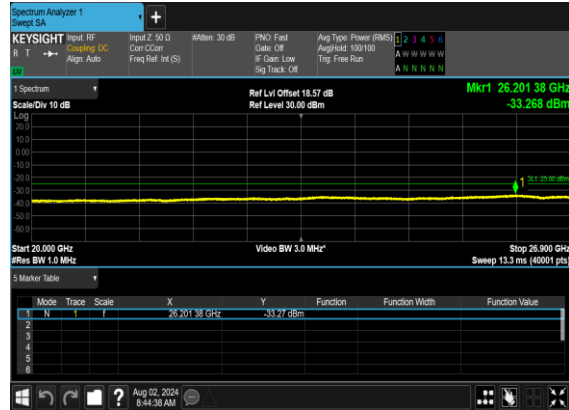 Spectrum Analyzer 1
Swept SA
+
KEYSIGHT
R T
Input: RF
Coupling: DC
Align: Auto
Input Z: 50 Ω
Corr CCorr
Freq Ref: Int (S)
#Atten: 30 dB
PNO: Fast
Gate: Off
IF Gain: Low
Sig Track: Off
Avg Type: Power (RMS)
Avg|Hold: 100/100
Trig: Free Run
1 2 3 4 5 6
A W W W W W
A N N N N N
1 Spectrum
Scale/Div 10 dB
Ref Lvl Offset 18.57 dB
Ref Level 30.00 dBm
Mkr1 26.201 38 GHz
-33.268 dBm
Log
20.0
10.0
0.00
-10.0
-20.0
-30.0
-40.0
-50.0
-60.0
1
DL1 -25.00 dBm
Start 20.000 GHz
#Res BW 1.0 MHz
Video BW 3.0 MHz*
Stop 26.900 GHz
Sweep 13.3 ms (40001 pts)
5 Marker Table
Mode Trace Scale X Y Function Function Width Function Value
1 N 1 f 26.201 38 GHz -33.27 dBm
2
3
4
5
6
?
Aug 02, 2024
8:44:38 AM